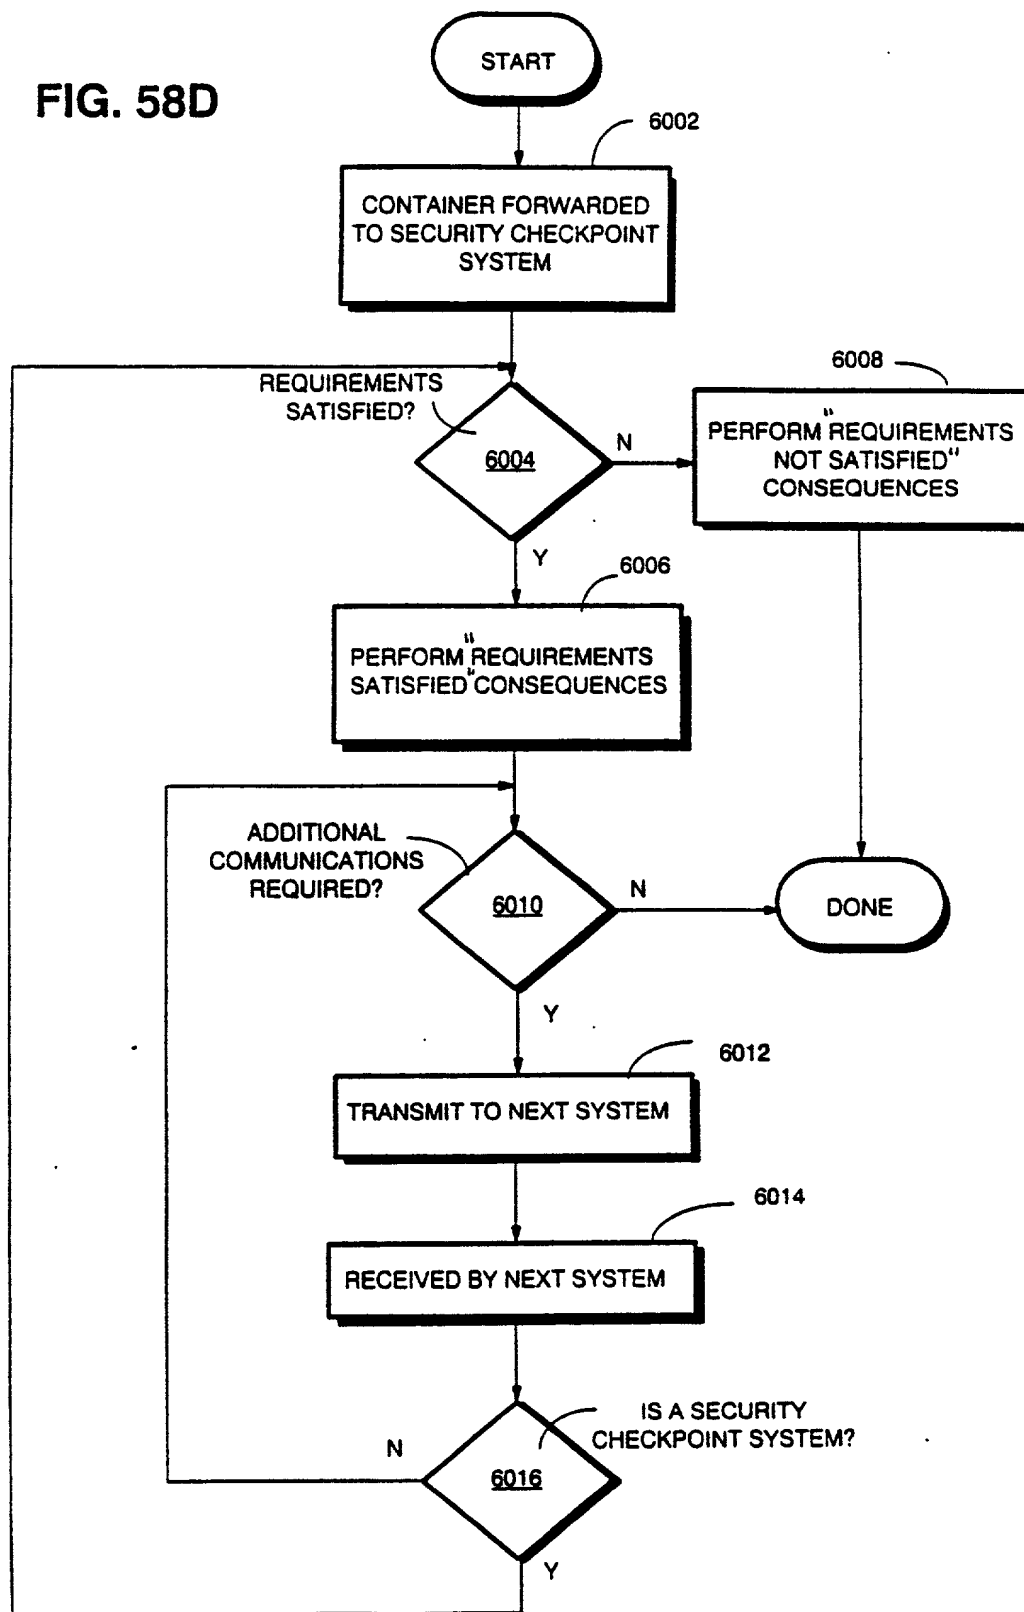 FIG. 58D
START
6002
CONTAINER FORWARDED
TO SECURITY CHECKPOINT
SYSTEM
REQUIREMENTS
SATISFIED?
6004
N
Y
6008
PERFORM "REQUIREMENTS
NOT SATISFIED"
CONSEQUENCES
6006
PERFORM "REQUIREMENTS
SATISFIED" CONSEQUENCES
ADDITIONAL
COMMUNICATIONS
REQUIRED?
6010
N
DONE
Y
6012
TRANSMIT TO NEXT SYSTEM
6014
RECEIVED BY NEXT SYSTEM
IS A SECURITY
CHECKPOINT SYSTEM?
N
6016
Y